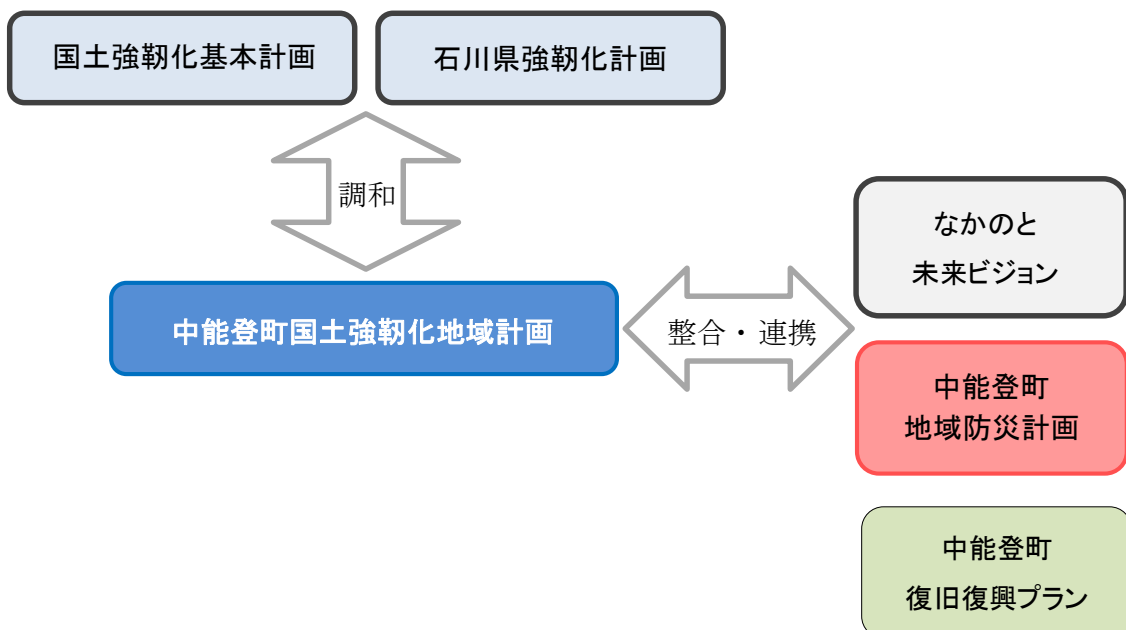 国土強靭化基本計画
石川県強靭化計画
調和
中能登町国土強靭化地域計画
整合・連携
なかのと
未来ビジョン
中能登町
地域防災計画
中能登町
復旧復興プラン